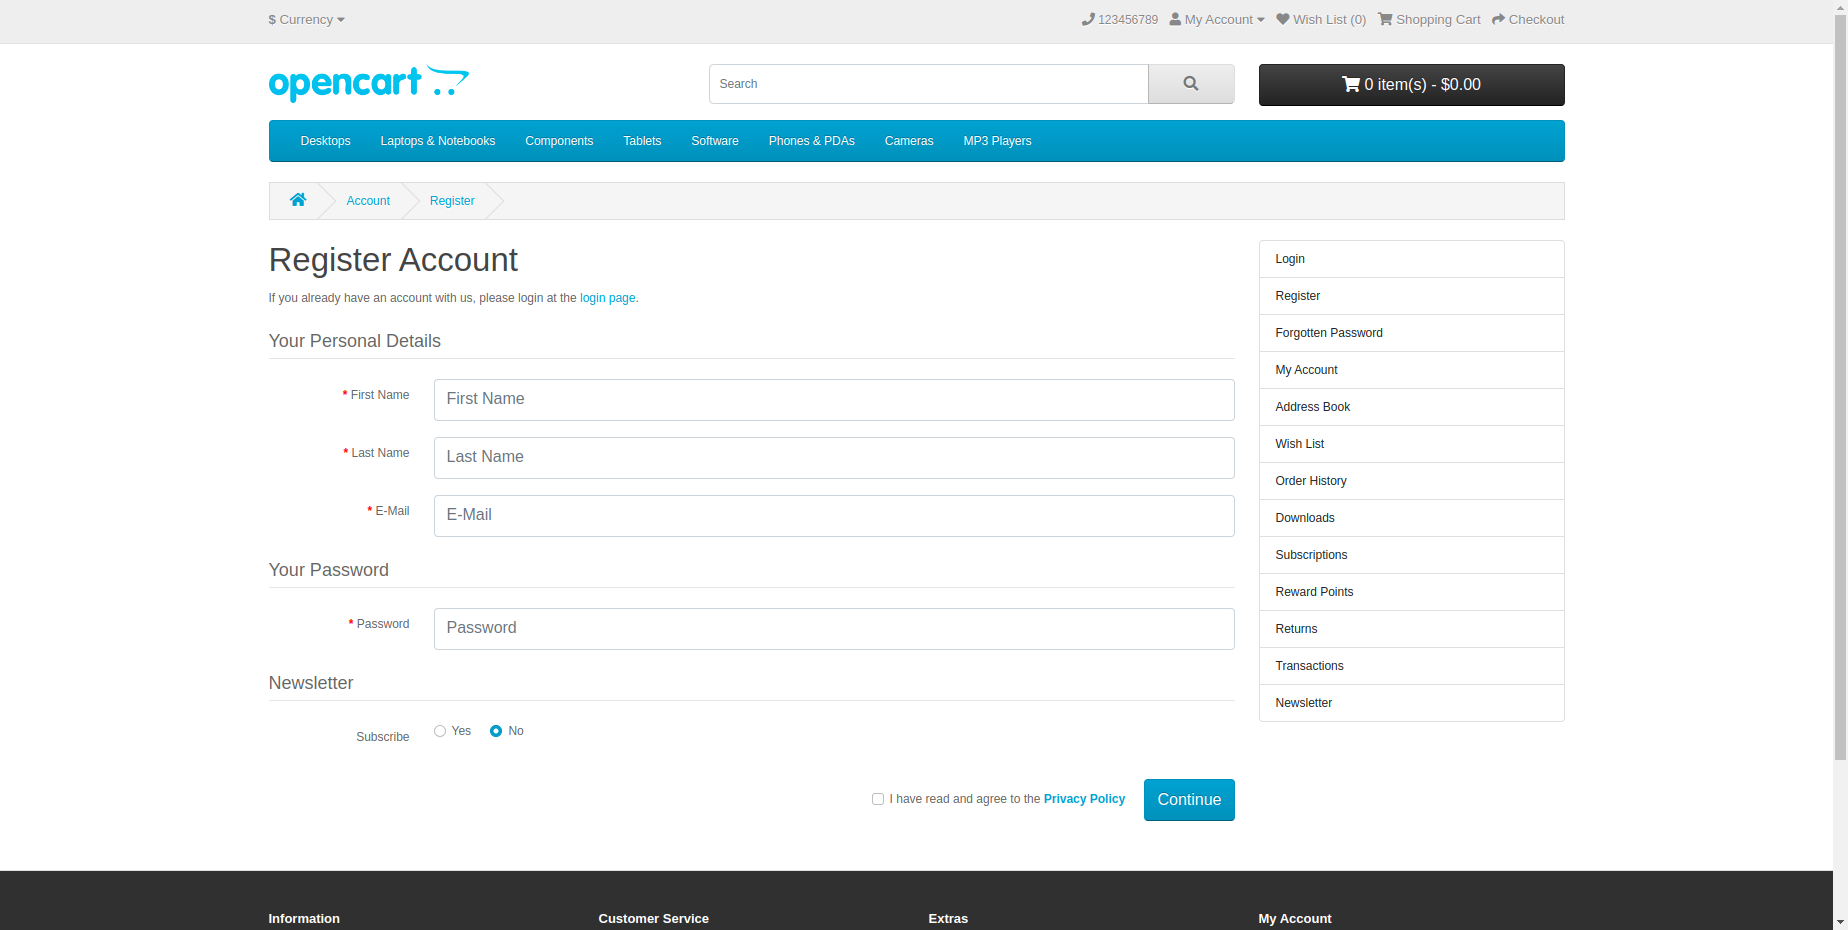 $ Currency
123456789 My Account Wish List (0) Shopping Cart Checkout
opencart
Search
0 item(s) - $0.00
Desktops Laptops & Notebooks Components Tablets Software Phones & PDAs Cameras MP3 Players
Account Register
Register Account
If you already have an account with us, please login at the login page.
Your Personal Details
* First Name First Name
* Last Name Last Name
* E-Mail E-Mail
Your Password
* Password Password
Newsletter
Subscribe Yes No
I have read and agree to the Privacy Policy Continue
Login
Register
Forgotten Password
My Account
Address Book
Wish List
Order History
Downloads
Subscriptions
Reward Points
Returns
Transactions
Newsletter
Information Customer Service Extras My Account